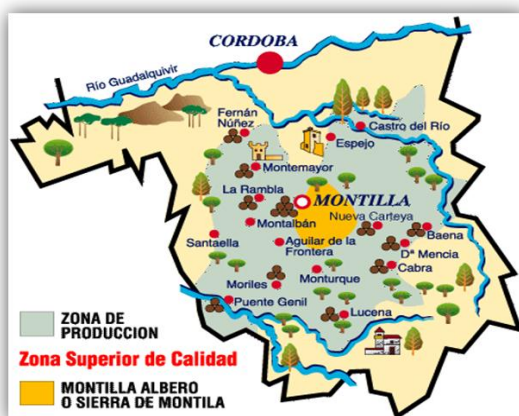 CORDOBA
Río Guadalquivir
Fernán
Núñez
Castro del Río
Espejo
Montemayor
La Rambla
MONTILLA
Nueva Carteya
Montalbán
Santaella
Aguilar de la
Frontera
Baena
Dª Mencia
Cabra
Monturque
Moriles
Puente Genil
Lucena
ZONA DE
PRODUCCION
Zona Superior de Calidad
MONTILLA ALBERO
O SIERRA DE MONTILA